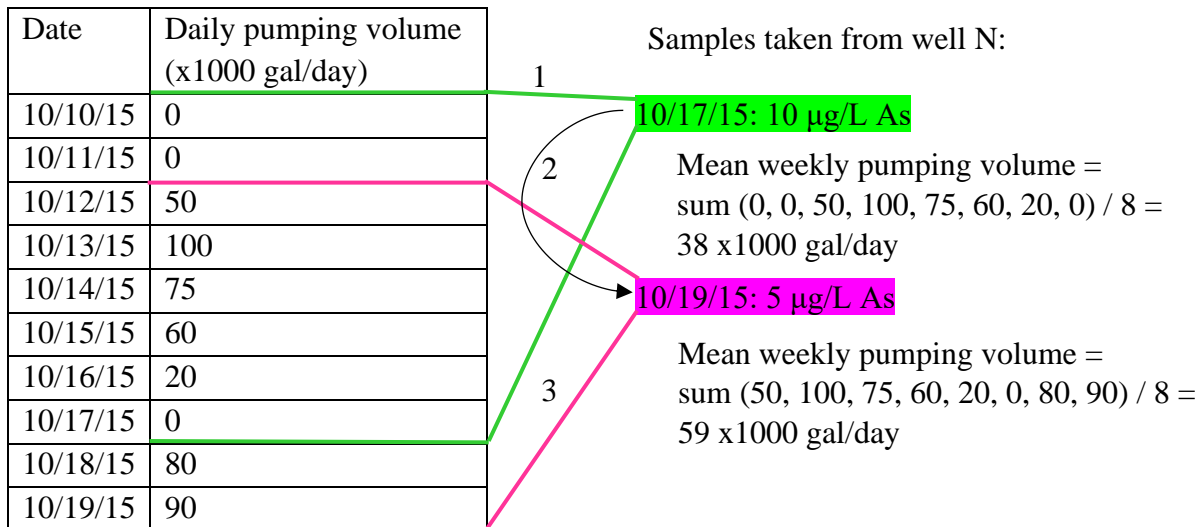 Date Daily pumping volume
(x1000 gal/day)
10/10/15 0
10/11/15 0
10/12/15 50
10/13/15 100
10/14/15 75
10/15/15 60
10/16/15 20
10/17/15 0
10/18/15 80
10/19/15 90
1
2
3
Samples taken from well N:
10/17/15: 10 μg/L As
Mean weekly pumping volume =
sum (0, 0, 50, 100, 75, 60, 20, 0) / 8 =
38 x1000 gal/day
10/19/15: 5 μg/L As
Mean weekly pumping volume =
sum (50, 100, 75, 60, 20, 0, 80, 90) / 8 =
59 x1000 gal/day